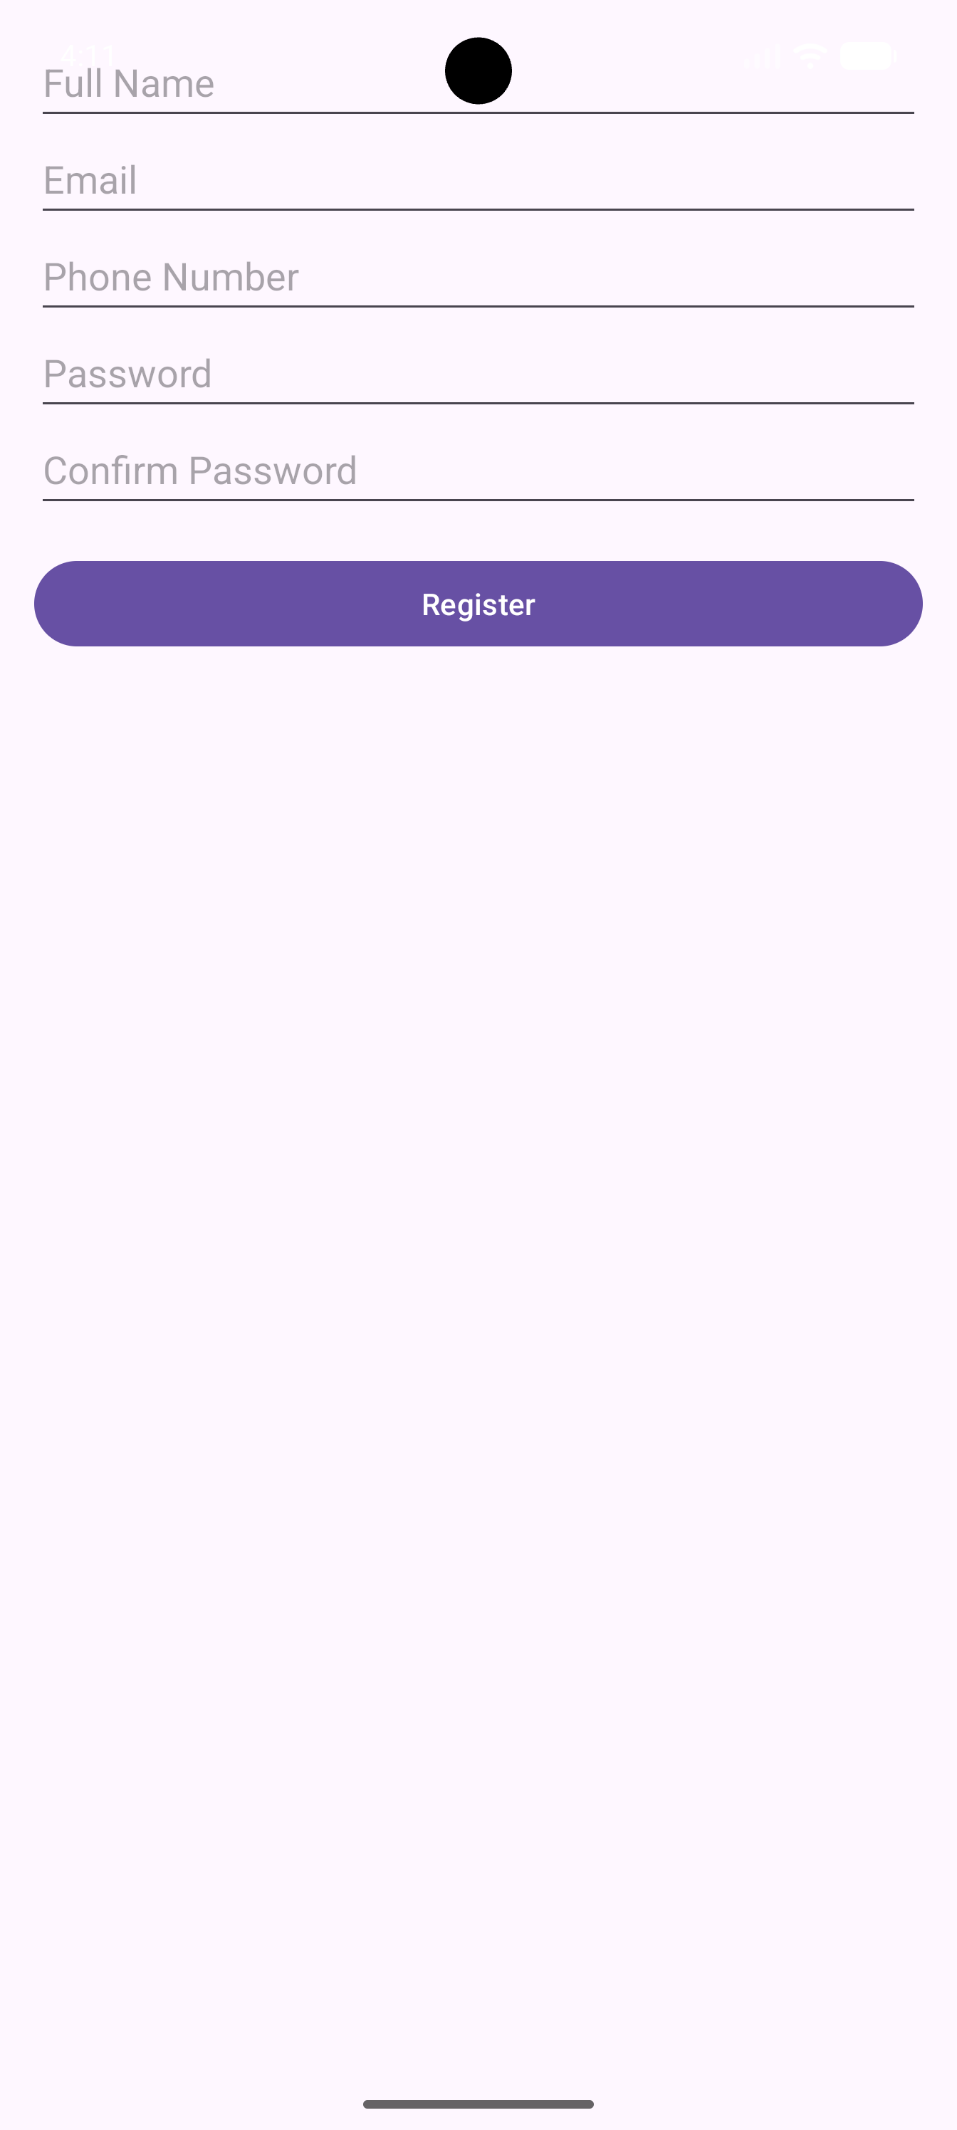 Full Name
Email
Phone Number
Password
Confirm Password
Register